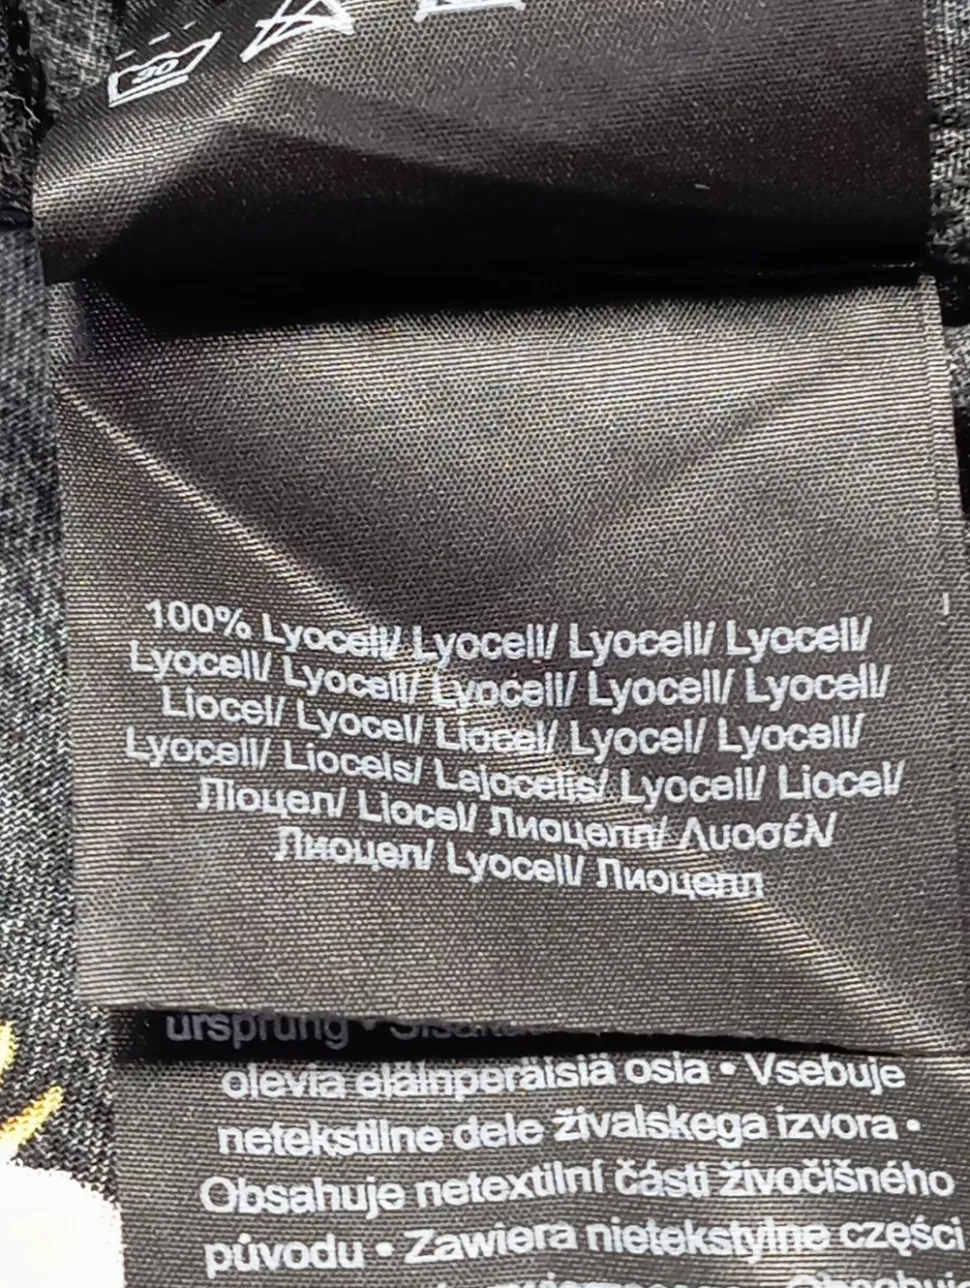 100% Lyocell/ Lyocell/ Lyocell/ Lyocell/
Lyocell/ Lyocell/ Lyocell/ Lyocell/ Lyocell/
Liocel/ Lyocel/ Liocel/ Lyocel/ Lyocell/
Lyocell/ Liocels/ Lajocelis/ Lyocell/ Liocel/
Ліоцел/ Liocel/ Лиоцелл/ Λυοσέλ/
Лиоцел/ Lyocell/ Лиоцелл
ursprung •
olevia eläinperäisiä osia • Vsebuje
netekstilne dele živalskega izvora •
Obsahuje netextilní části živočišného
původu • Zawiera nietekstylne części